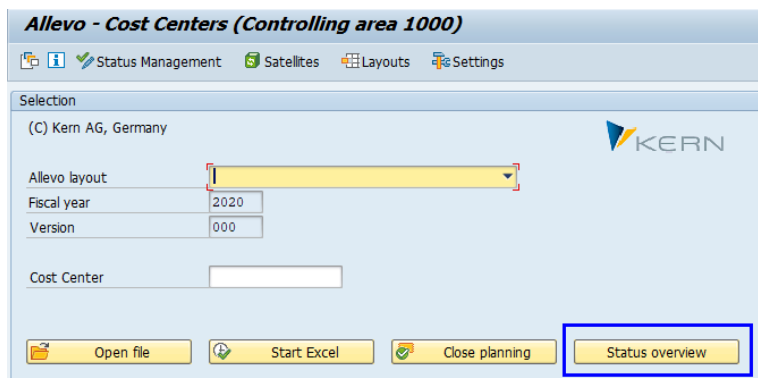 Allevo - Cost Centers (Controlling area 1000)
Status Management Satellites Layouts Settings
Selection
(C) Kern AG, Germany
KERN
Allevo layout
Fiscal year 2020
Version 000
Cost Center
Open file Start Excel Close planning Status overview